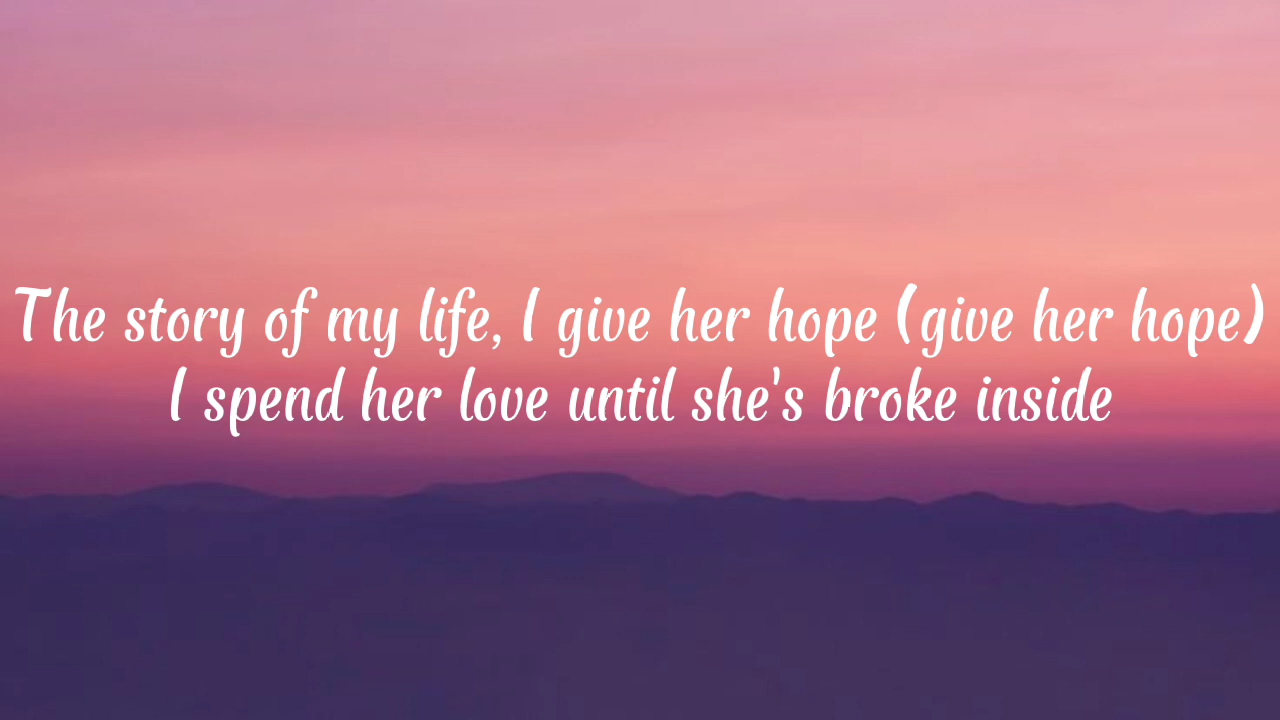 The story of my life, I give her hope (give her hope)
I spend her love until she's broke inside